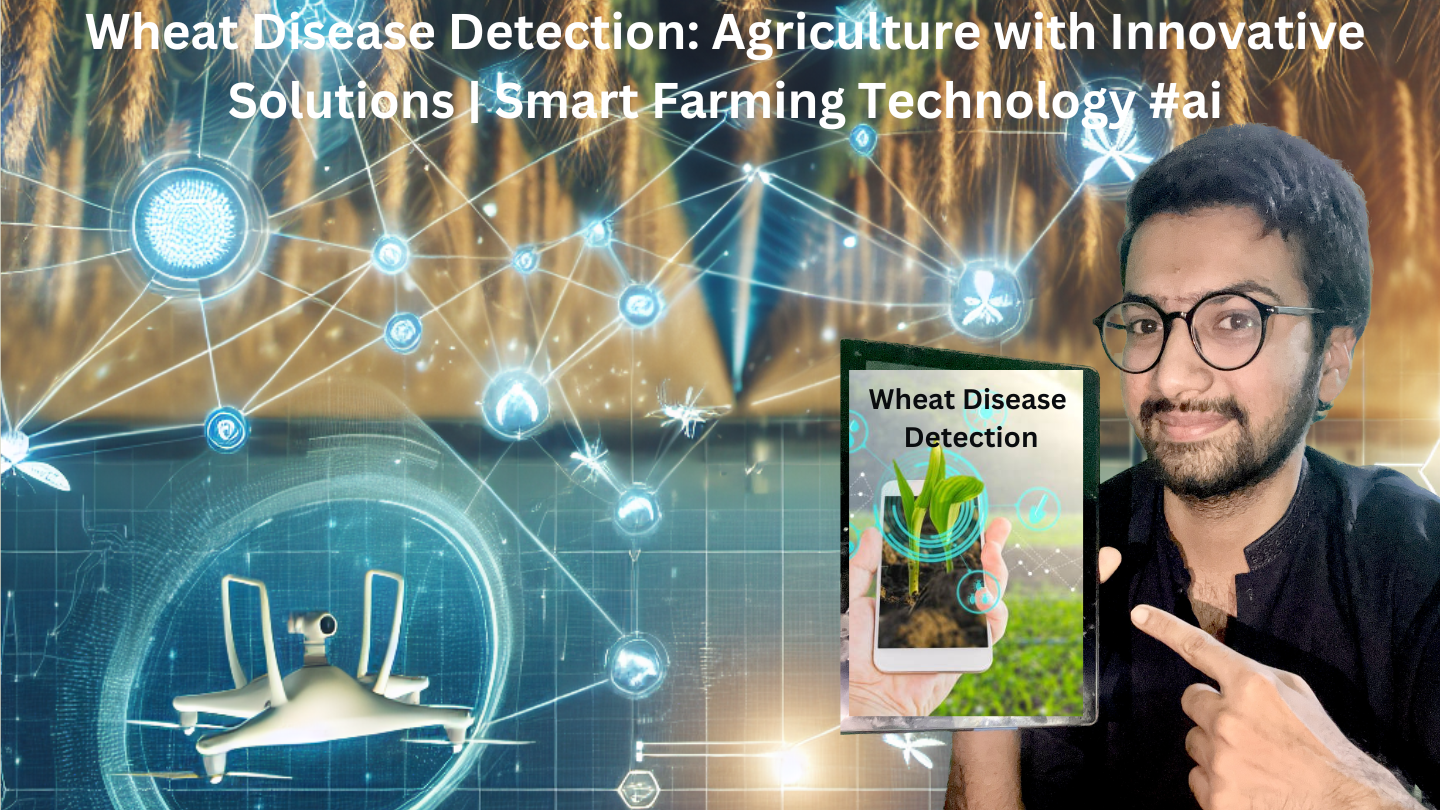 Wheat Disease Detection: Agriculture with Innovative
Solutions | Smart Farming Technology #ai
Wheat Disease
Detection